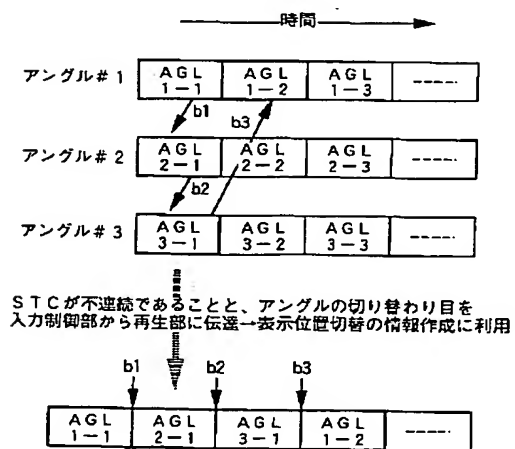 時間
アングル#1
AGL 1-1 AGL 1-2 AGL 1-3 -----
b1
b3
アングル#2
AGL 2-1 AGL 2-2 AGL 2-3 -----
b2
アングル#3
AGL 3-1 AGL 3-2 AGL 3-3 -----
STCが不連続であることと、アングルの切り替わり目を
入力制御部から再生部に伝達→表示位置切替の情報作成に利用
b1 b2 b3
AGL 1-1 AGL 2-1 AGL 3-1 AGL 1-2 -----